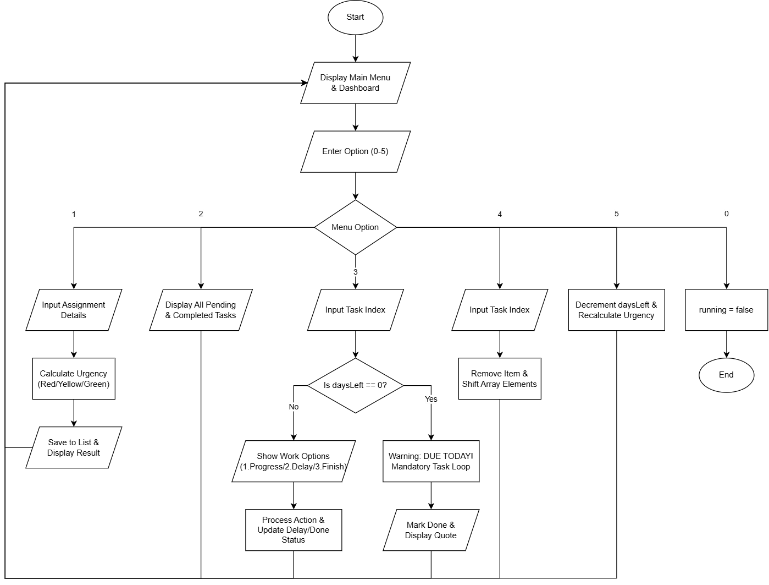 Start
Display Main Menu
& Dashboard
Enter Option (0-5)
Menu Option
1
2
3
4
5
0
Input Assignment
Details
Display All Pending
& Completed Tasks
Input Task Index
Input Task Index
Decrement daysLeft &
Recalculate Urgency
running = false
Calculate Urgency
(Red/Yellow/Green)
Is daysLeft == 0?
Remove Item &
Shift Array Elements
End
No
Yes
Save to List &
Display Result
Show Work Options
(1.Progress/2.Delay/3.Finish)
Warning: DUE TODAY!
Mandatory Task Loop
Process Action &
Update Delay/Done
Status
Mark Done &
Display Quote